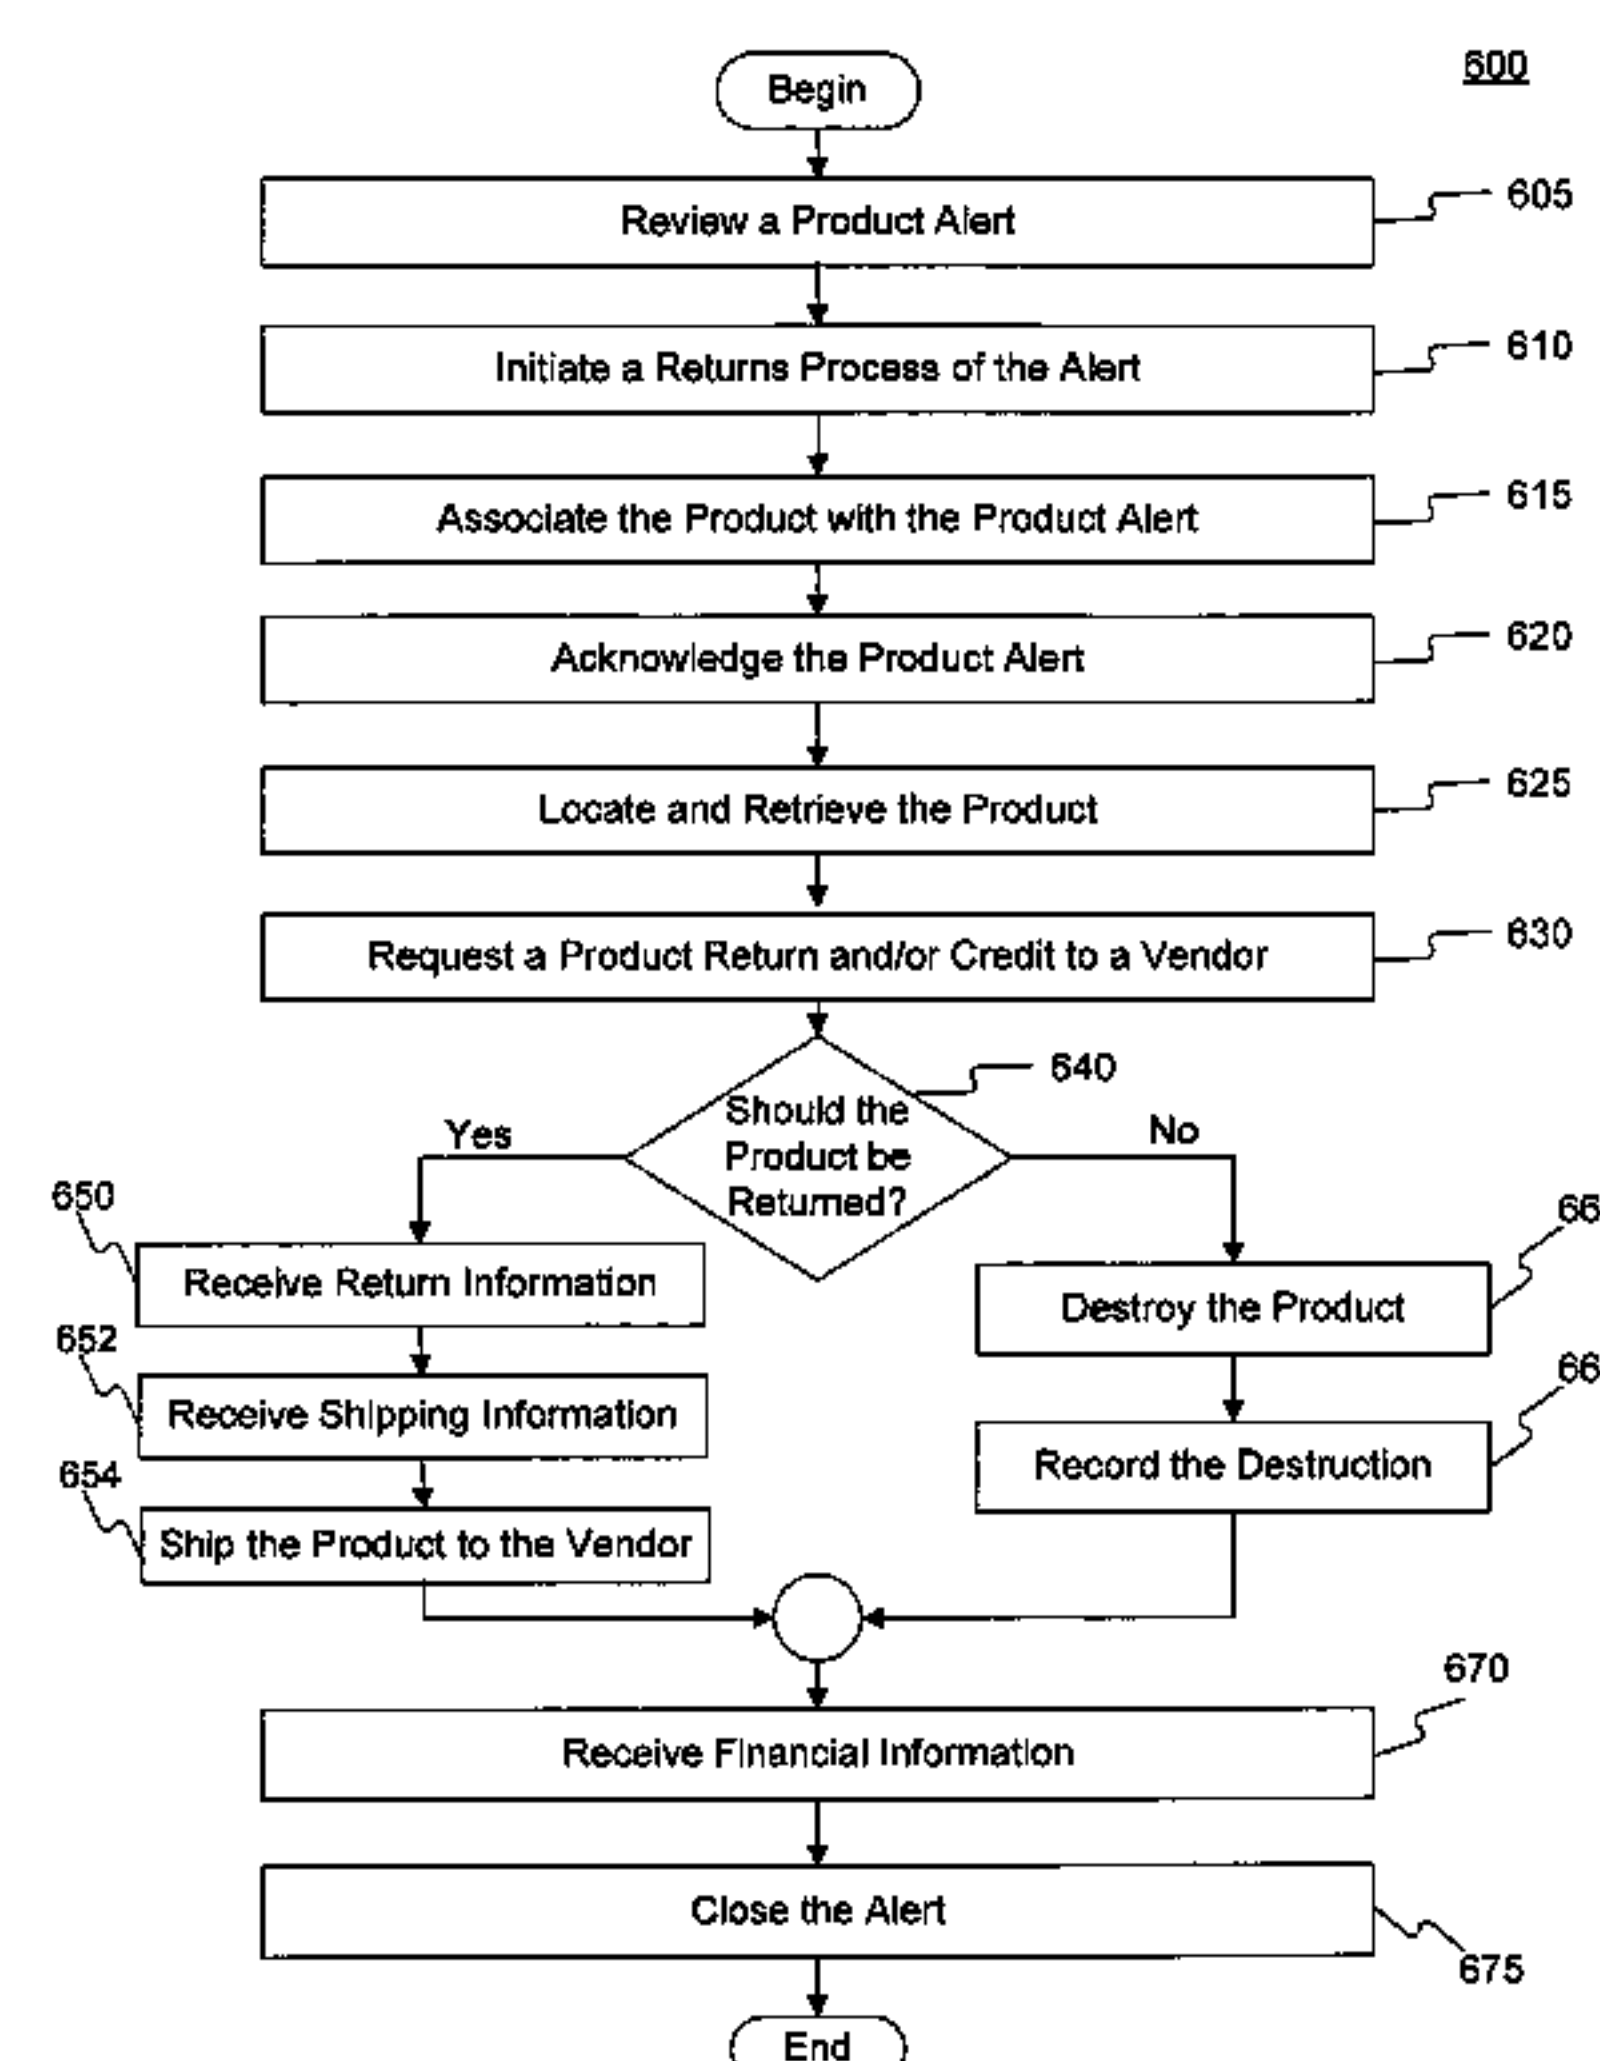 600
Begin
Review a Product Alert
605
Initiate a Returns Process of the Alert
610
Associate the Product with the Product Alert
615
Acknowledge the Product Alert
620
Locate and Retrieve the Product
625
Request a Product Return and/or Credit to a Vendor
630
640
Should the
Product be
Returned?
Yes
No
650
Receive Return Information
652
Receive Shipping Information
654
Ship the Product to the Vendor
66
Destroy the Product
66
Record the Destruction
670
Receive Financial Information
Close the Alert
675
End